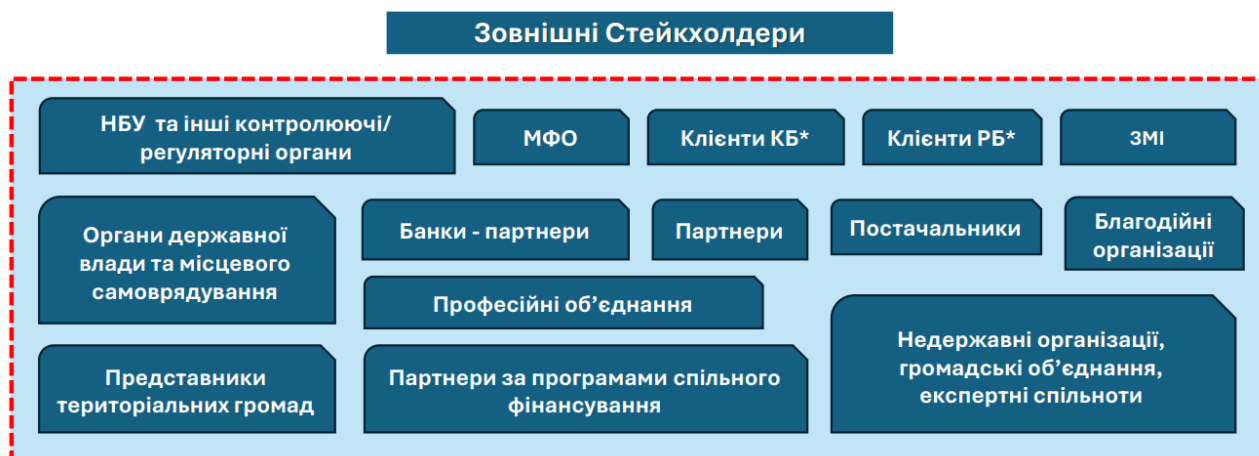 Зовнішні Стейкхолдери
НБУ та інші контролюючі/
регуляторні органи
МФО
Клієнти КБ*
Клієнти РБ*
ЗМІ
Органи державної
влади та місцевого
самоврядування
Банки - партнери
Партнери
Постачальники
Благодійні
організації
Професійні об’єднання
Представники
територіальних громад
Партнери за програмами спільного
фінансування
Недержавні організації,
громадські об’єднання,
експертні спільноти